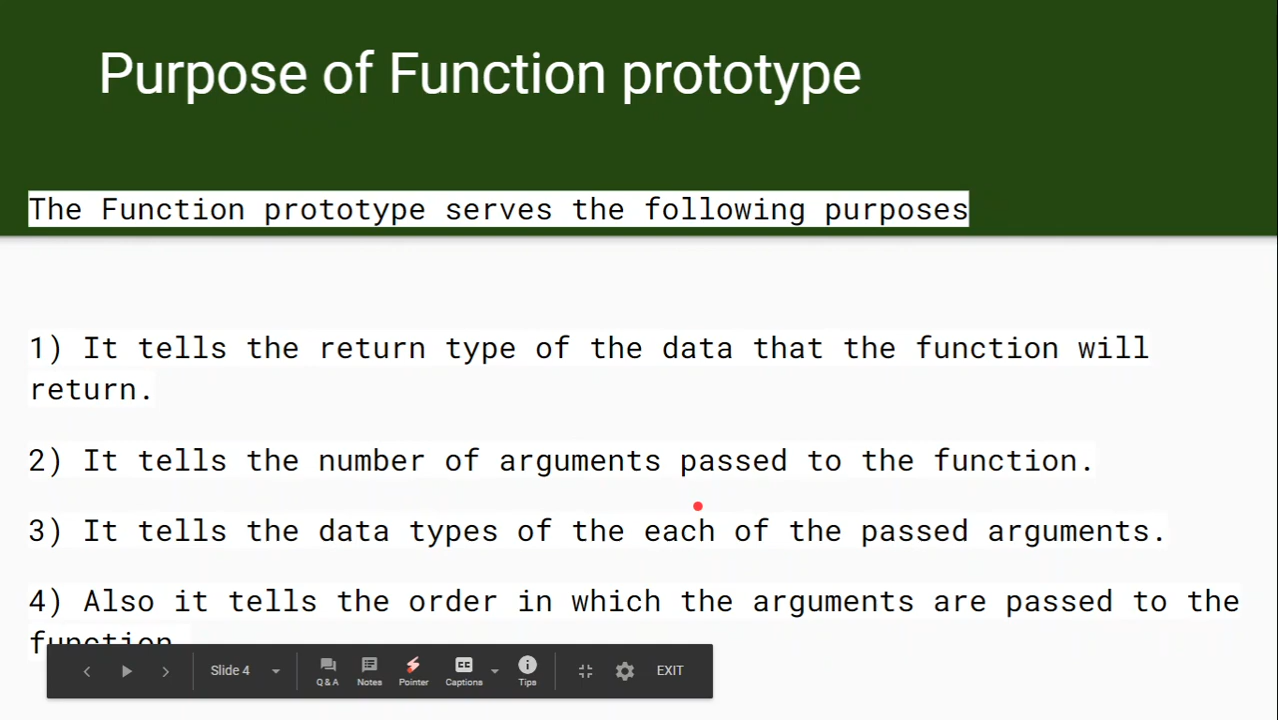 Purpose of Function prototype
The Function prototype serves the following purposes
1) It tells the return type of the data that the function will
return.
2) It tells the number of arguments passed to the function.
3) It tells the data types of the each of the passed arguments.
4) Also it tells the order in which the arguments are passed to the
function.
Slide 4
Q & A
Notes
Pointer
CC
Captions
Tips
EXIT